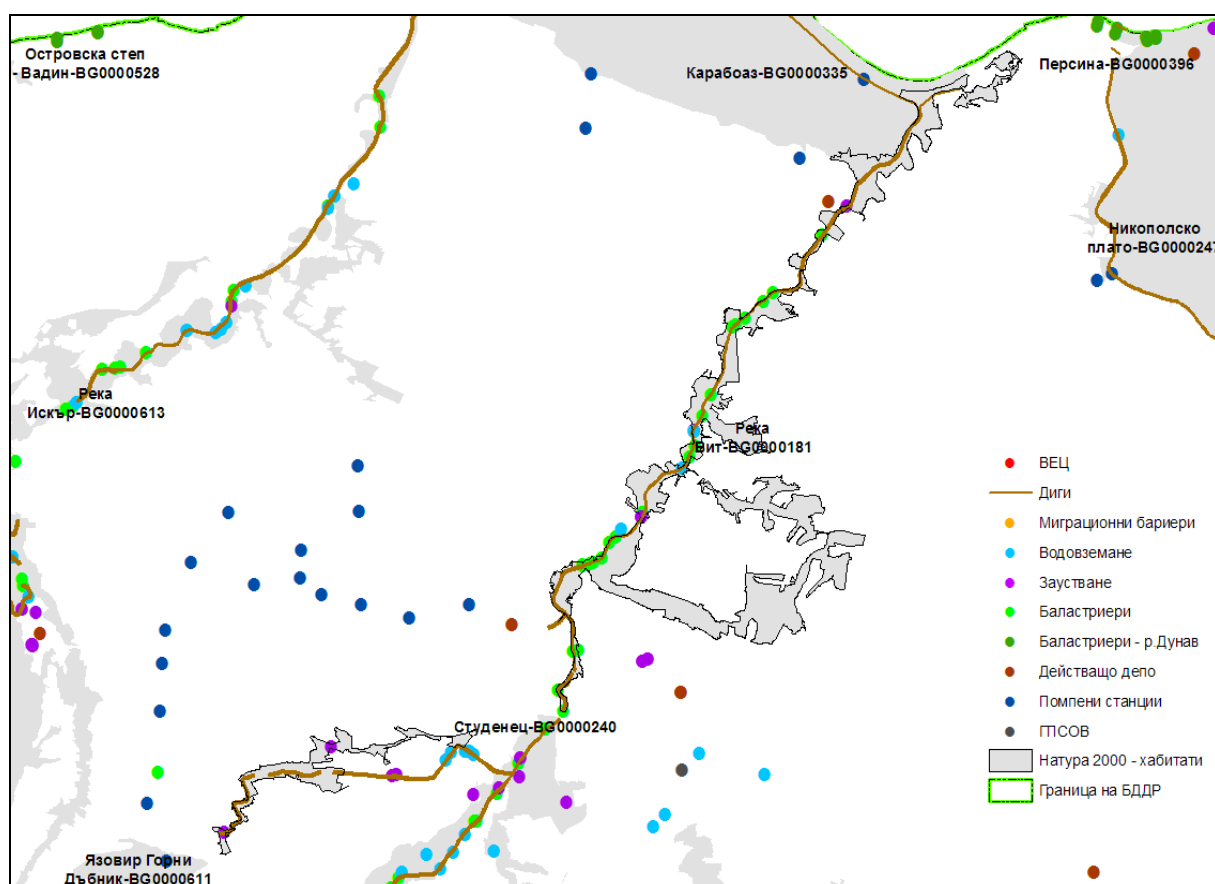 Островска степ
- Вадин-BG0000528
Карабоаз-BG0000335
Персина-BG0000396
Никополско
плато-BG0000247
Река
Искър-BG0000613
Река
Вит-BG0000181
Студенец-BG0000240
Язовир Горни
Дъбник-BG0000611
ВЕЦ
Диги
Миграционни бариери
Водовземане
Заустване
Баластриери
Баластриери - р.Дунав
Действащо депо
Помпени станции
ГПСОВ
Натура 2000 - хабитати
Граница на БДДР